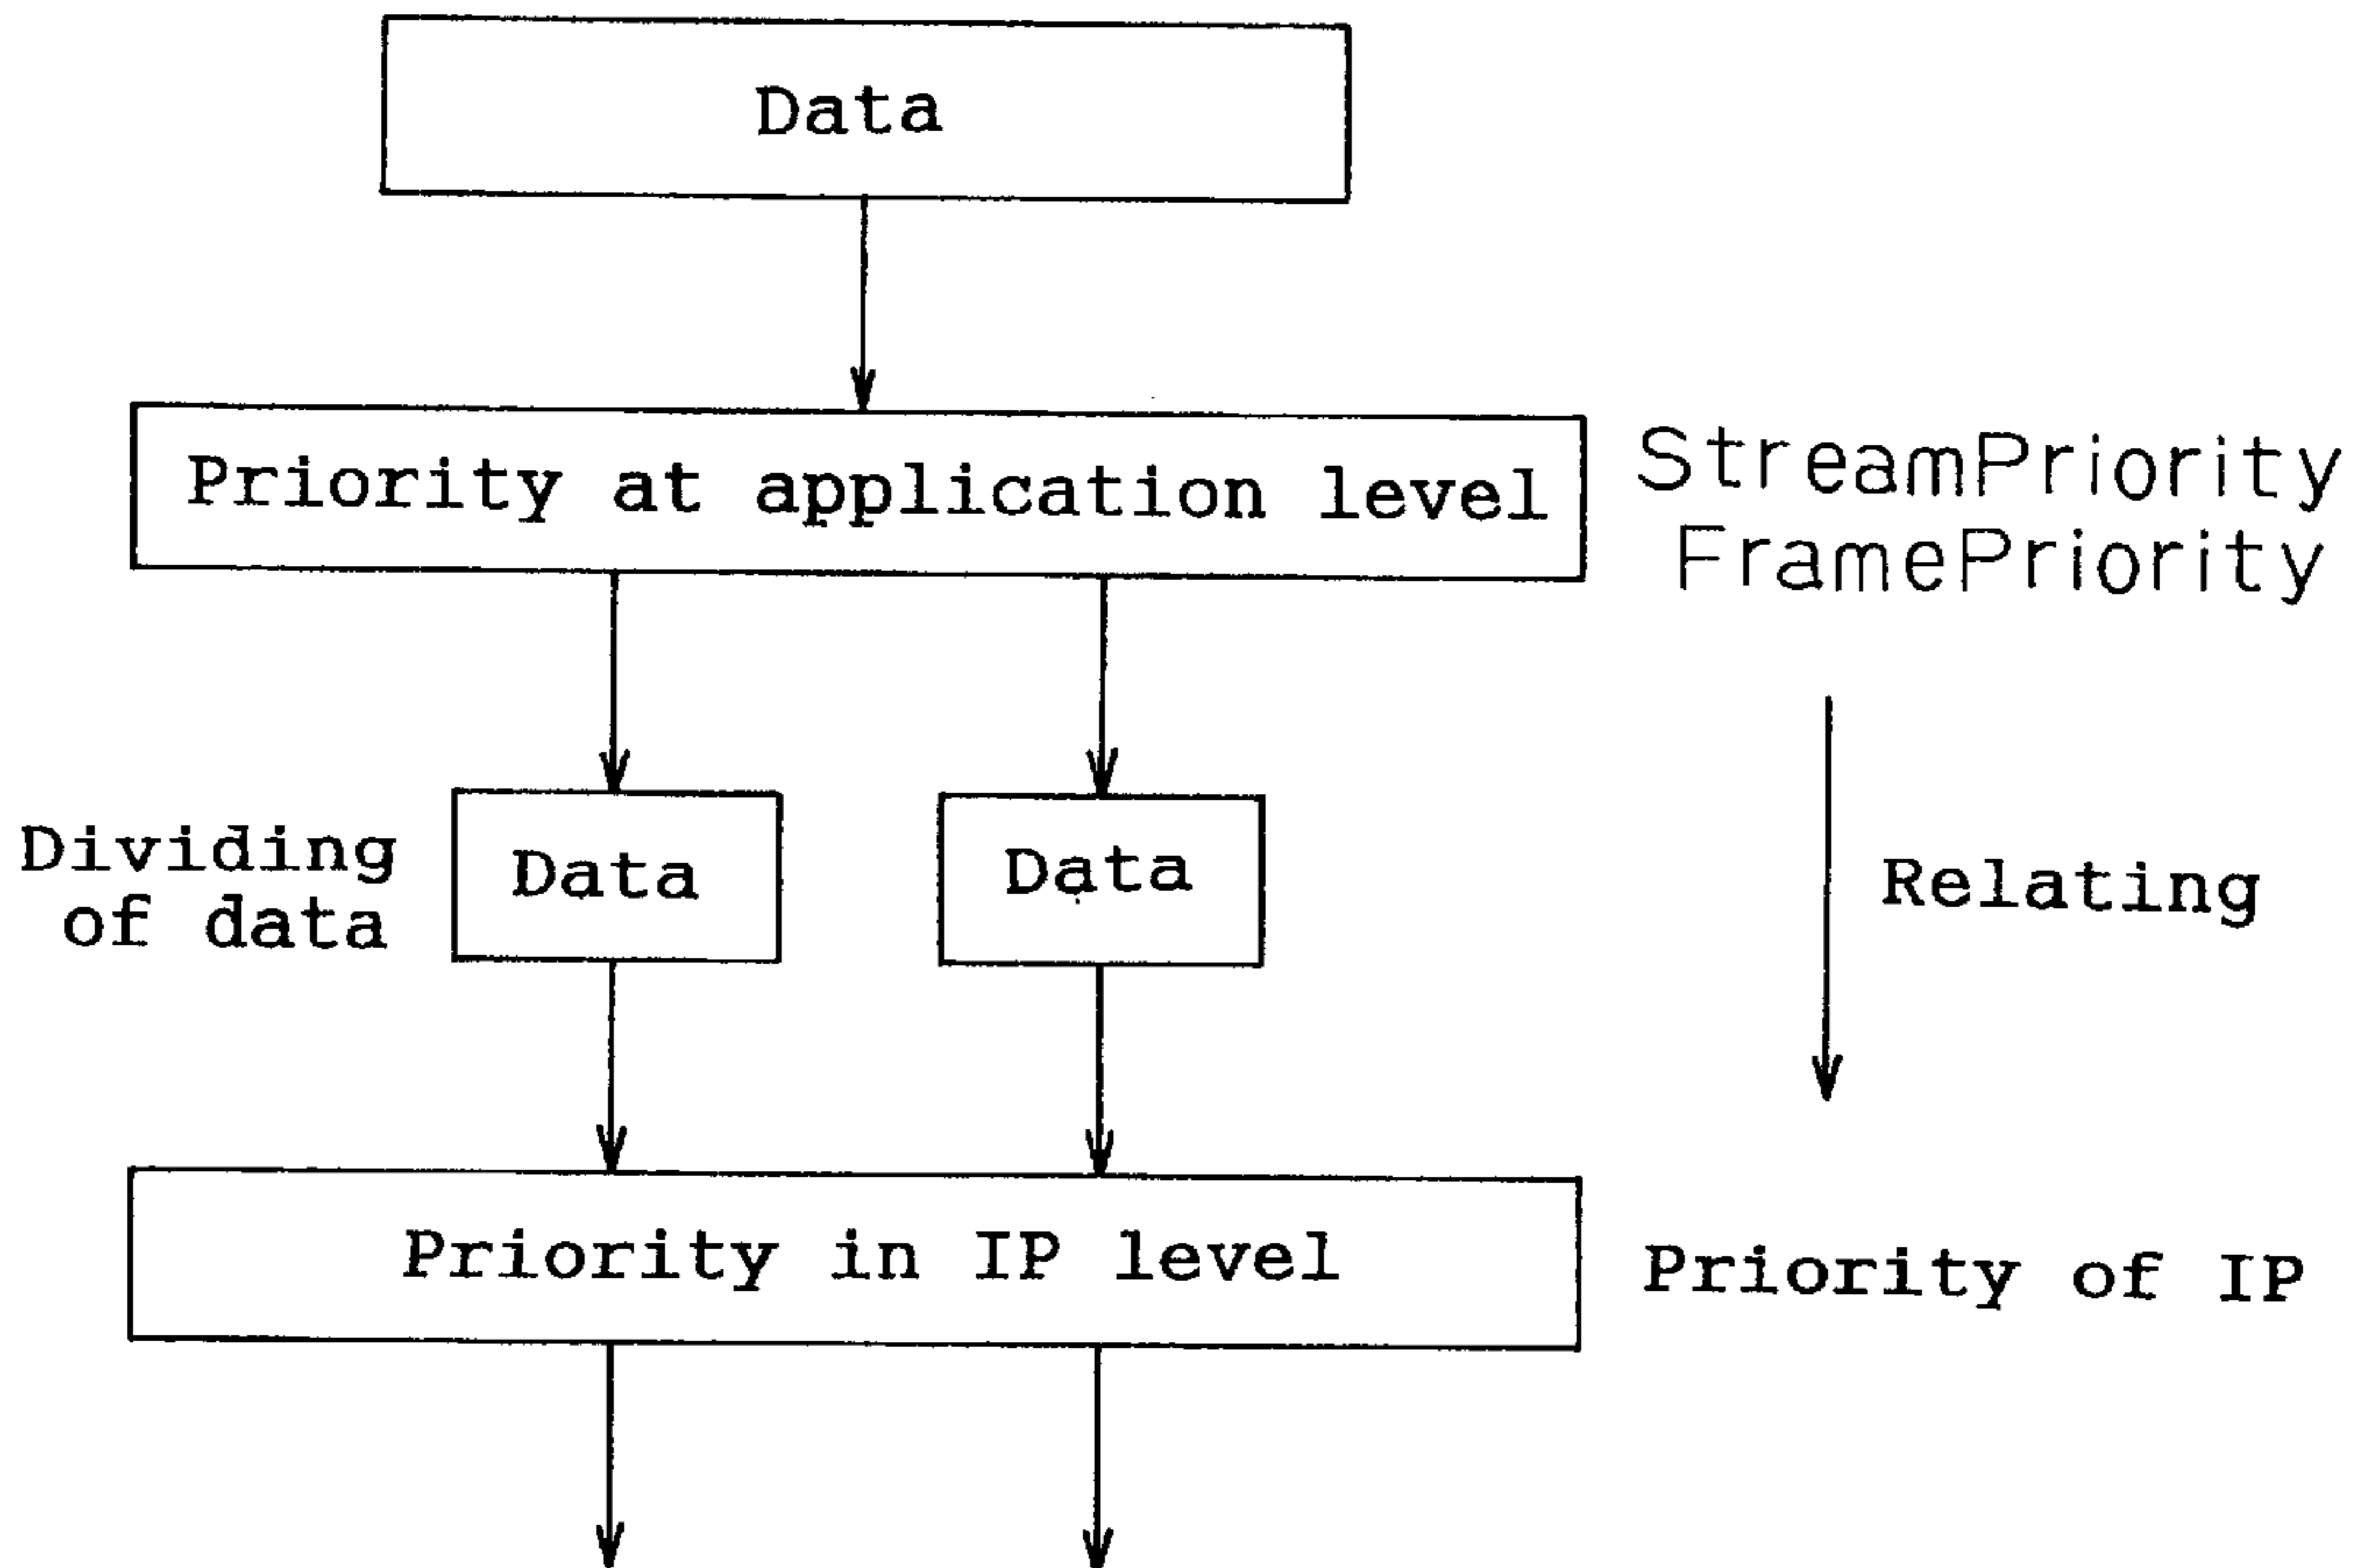 Data
Priority at application level
StreamPriority
FramePriority
Dividing
of data
Data
Data
Relating
Priority in IP level
Priority of IP